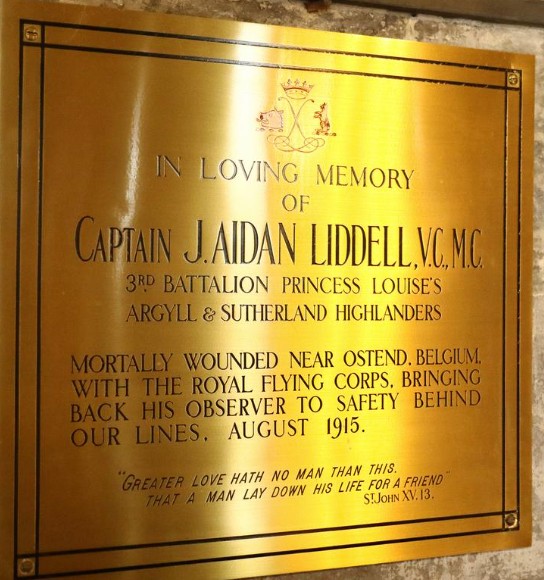 IN LOVING MEMORY
OF
CAPTAIN J. AIDAN LIDDELL, V.C., M.C.
3RD BATTALION PRINCESS LOUISE'S
ARGYLL & SUTHERLAND HIGHLANDERS
MORTALLY WOUNDED NEAR OSTEND, BELGIUM,
WITH THE ROYAL FLYING CORPS, BRINGING
BACK HIS OBSERVER TO SAFETY BEHIND
OUR LINES, AUGUST 1915.
"GREATER LOVE HATH NO MAN THAN THIS,
THAT A MAN LAY DOWN HIS LIFE FOR A FRIEND"
ST. JOHN XV. 13.